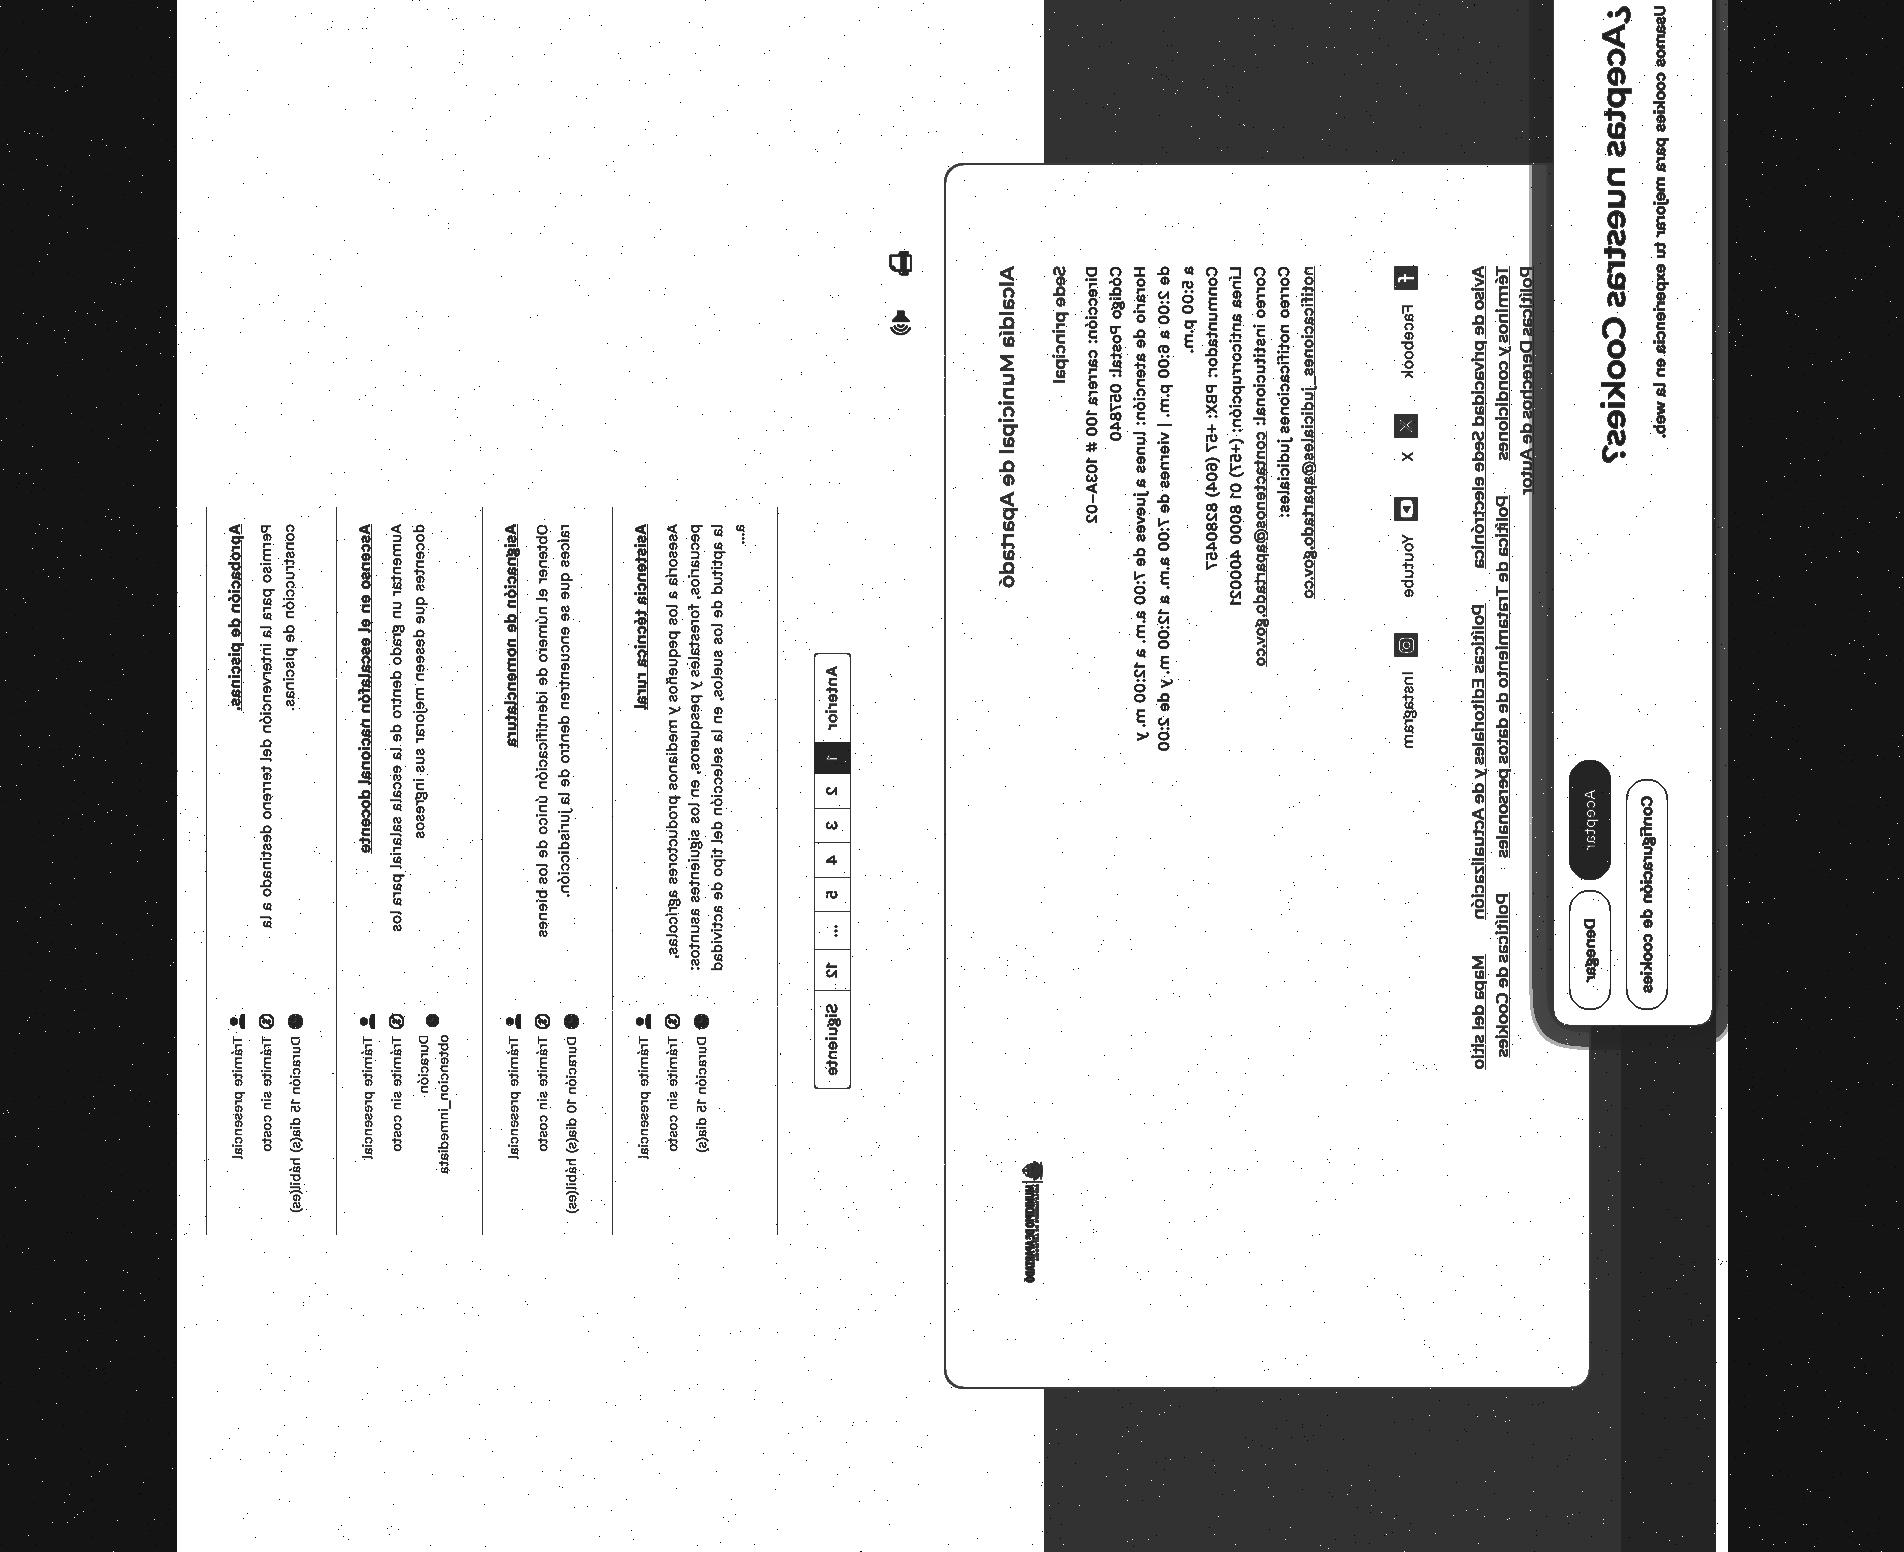 Aprobación de piscinas.
Permiso para la intervención del terreno destinado a la
construcción de piscinas.
Trámite presencial
Trámite sin costo
Duración 15 día(s) hábil(es)
Ascenso en el escalafón nacional docente
Aumentar un grado dentro de la escala salarial para los
docentes que deseen mejorar sus ingresos
Trámite presencial
Trámite sin costo
Duración
obtencion_inmediata
Asignación de nomenclatura
Obtener el número de identificación único de los bienes
raíces que se encuentren dentro de la jurisdicción.
Trámite presencial
Trámite sin costo
Duración 10 día(s) hábil(es)
Asistencia técnica rural
Asesoría a los pequeños y medianos productores agrícolas,
pecuarios, forestales y pesqueros, en los siguientes asuntos:
la aptitud de los suelos, en la selección del tipo de actividad
a....
Trámite presencial
Trámite sin costo
Duración 15 día(s)
Anterior 1 2 3 4 5 ... 12 Siguiente
Alcaldía Municipal de Apartadó
Sede principal
Dirección: carrera 100 # 103A-02
Código Postal: 057840
Horario de atención: lunes a jueves de 7:00 a.m. a 12:00 m. y
de 2:00 a 6:00 p.m. | viernes de 7:00 a.m. a 12:00 m. y de 2:00
a 5:00 p.m.
Conmutador: PBX: +57 (604) 8280457
Línea anticorrupción: (+57) 01 8000 400021
Correo institucional: contactenos@apartado.gov.co
Correo notificaciones judiciales:
notificaciones_judiciales@apartado.gov.co
Facebook X Youtube Instagram
Aviso de privacidad Sede electrónica Políticas Editoriales y de Actualización Mapa del sitio
Términos y condiciones Política de Tratamiento de datos personales Política de Cookies
Políticas Derechos de Autor
¿Aceptas nuestras Cookies?
Usamos cookies para mejorar tu experiencia en la web.
Aceptar
Denegar
Configuración de cookies